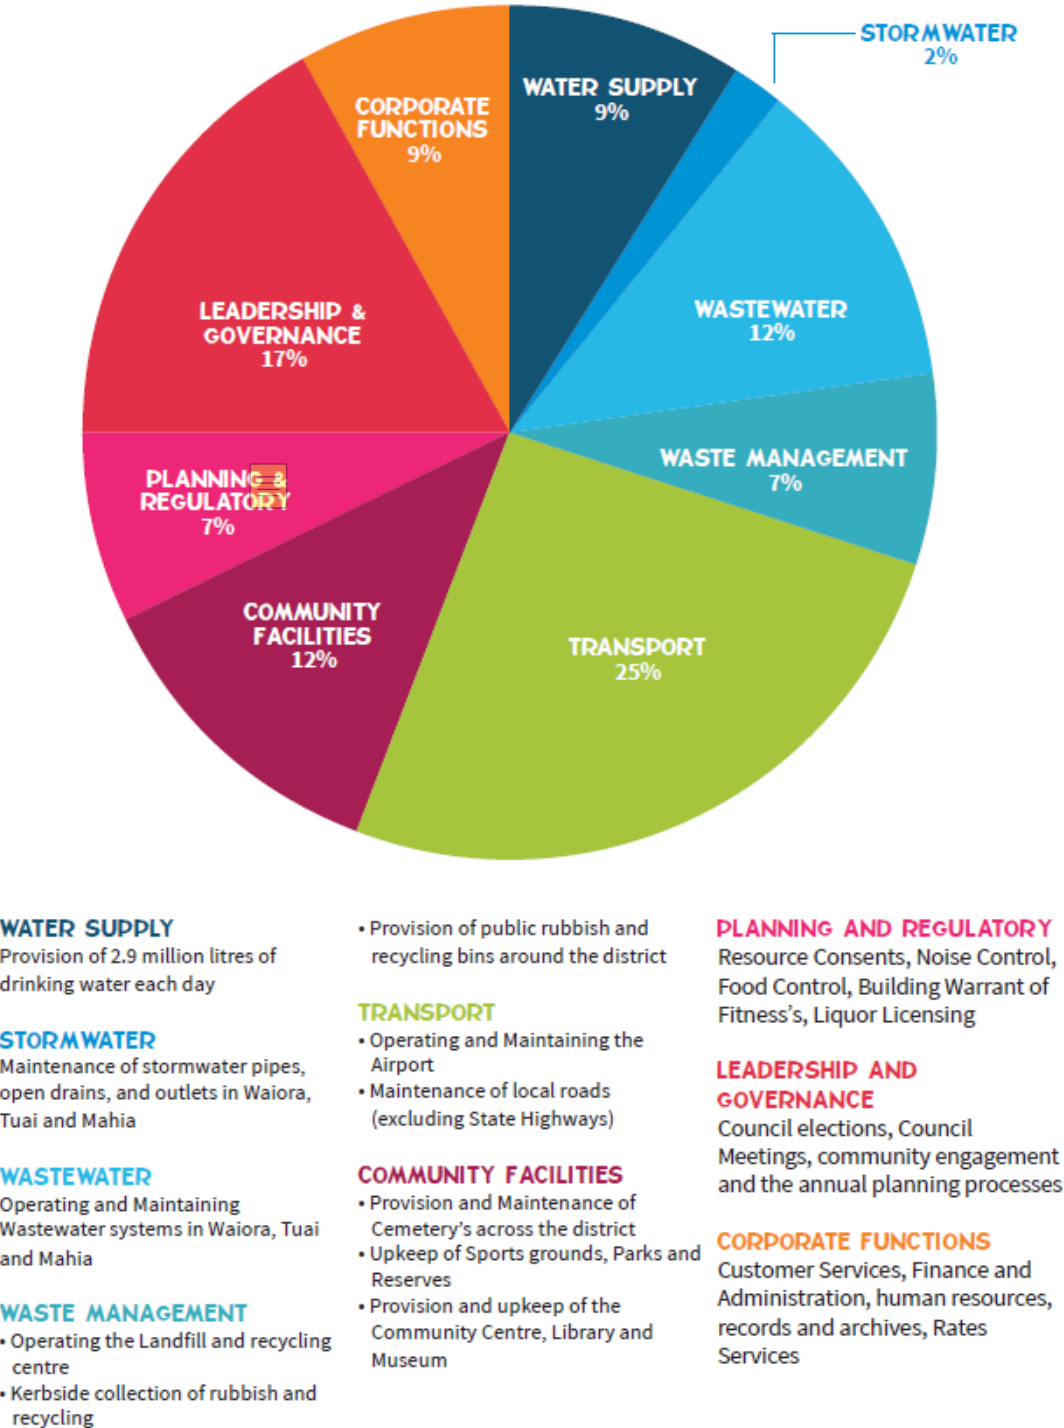 STORMWATER
2%
WATER SUPPLY
9%
CORPORATE
FUNCTIONS
9%
LEADERSHIP &
GOVERNANCE
17%
WASTEWATER
12%
WASTE MANAGEMENT
7%
PLANNING &
REGULATORY
7%
COMMUNITY
FACILITIES
12%
TRANSPORT
25%
WATER SUPPLY
Provision of 2.9 million litres of
drinking water each day
STORMWATER
Maintenance of stormwater pipes,
open drains, and outlets in Waiora,
Tuai and Mahia
WASTEWATER
Operating and Maintaining
Wastewater systems in Waiora, Tuai
and Mahia
WASTE MANAGEMENT
• Operating the Landfill and recycling
centre
• Kerbside collection of rubbish and
recycling
• Provision of public rubbish and
recycling bins around the district
TRANSPORT
• Operating and Maintaining the
Airport
• Maintenance of local roads
(excluding State Highways)
COMMUNITY FACILITIES
• Provision and Maintenance of
Cemetery's across the district
• Upkeep of Sports grounds, Parks and
Reserves
• Provision and upkeep of the
Community Centre, Library and
Museum
PLANNING AND REGULATORY
Resource Consents, Noise Control,
Food Control, Building Warrant of
Fitness's, Liquor Licensing
LEADERSHIP AND
GOVERNANCE
Council elections, Council
Meetings, community engagement
and the annual planning processes
CORPORATE FUNCTIONS
Customer Services, Finance and
Administration, human resources,
records and archives, Rates
Services